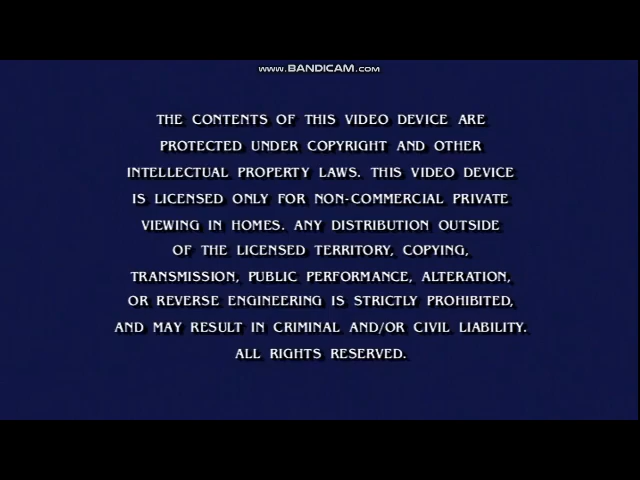 www.BANDICAM.com
THE CONTENTS OF THIS VIDEO DEVICE ARE
PROTECTED UNDER COPYRIGHT AND OTHER
INTELLECTUAL PROPERTY LAWS. THIS VIDEO DEVICE
IS LICENSED ONLY FOR NON-COMMERCIAL PRIVATE
VIEWING IN HOMES. ANY DISTRIBUTION OUTSIDE
OF THE LICENSED TERRITORY, COPYING,
TRANSMISSION, PUBLIC PERFORMANCE, ALTERATION,
OR REVERSE ENGINEERING IS STRICTLY PROHIBITED,
AND MAY RESULT IN CRIMINAL AND/OR CIVIL LIABILITY.
ALL RIGHTS RESERVED.